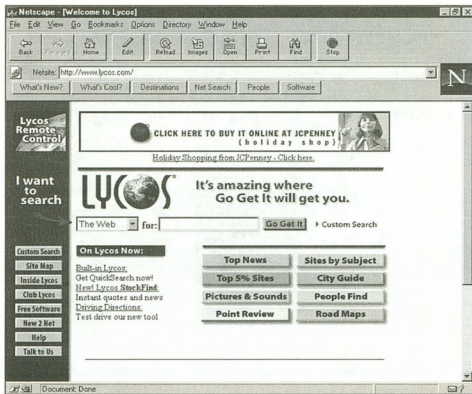 Netscape - [Welcome to Lycos]
File Edit View Go Bookmarks Options Directory Window Help
Back Forward Home Edit Reload Images Open Print Find Stop
Netsite: http://www.lycos.com/
What's New? What's Cool? Destinations Net Search People Software
N
Lycos
Remote
Control
CLICK HERE TO BUY IT ONLINE AT JCPENNEY
(holiday shop)
Holiday Shopping from JCPenney - Click here.
I want
to
search
LYCOS
It's amazing where
Go Get It will get you.
The Web for: Go Get It Custom Search
Custom Search
Site Map
Inside Lycos
Club Lycos
Free Software
New 2 Net
Help
Talk to Us
On Lycos Now:
Built-in Lycos:
Get QuickSearch now!
New! Lycos StockFind:
Instant quotes and news
Driving Directions:
Test drive our new tool
Top News Sites by Subject
Top 5% Sites City Guide
Pictures & Sounds People Find
Point Review Road Maps
Document: Done